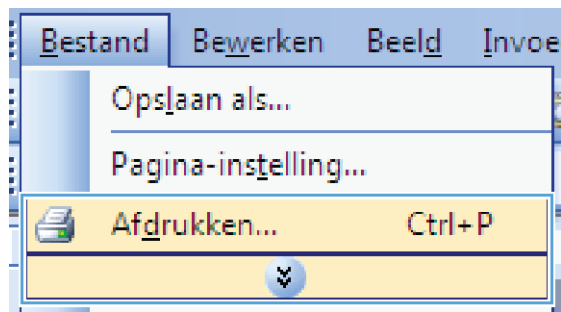 Bestand Bewerken Beeld Invoe
Opslaan als...
Pagina-instelling...
Afdrukken... Ctrl+P